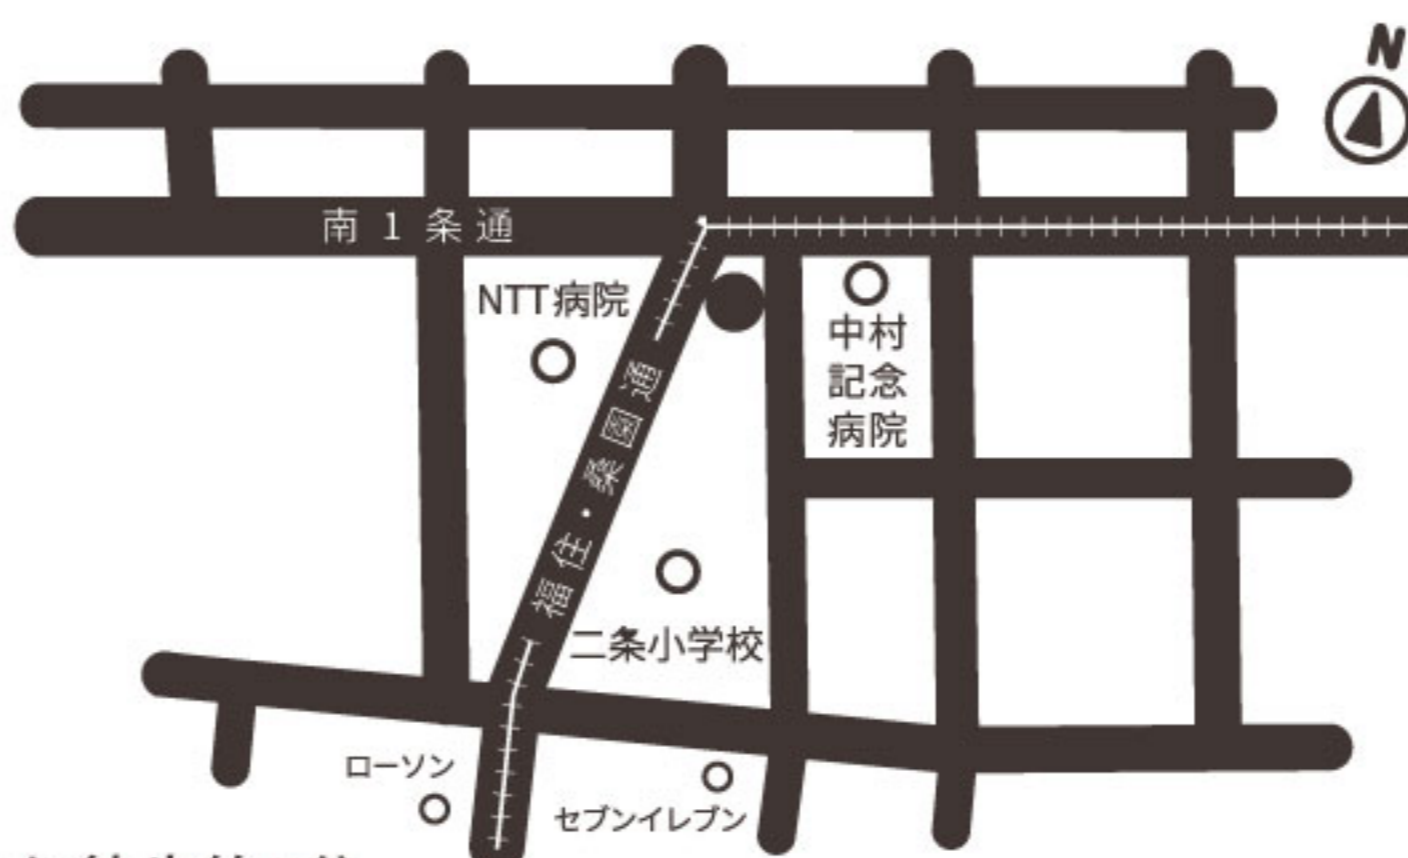 N
南1条通
NTT病院
中村
記念
病院
福住・桑園通
二条小学校
ローソン
セブンイレブン